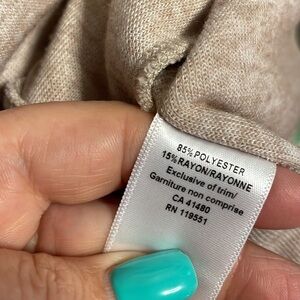 85% POLYESTER
15% RAYON/RAYONNE
Exclusive of trim/
Garniture non comprise
CA 41480
RN 119551